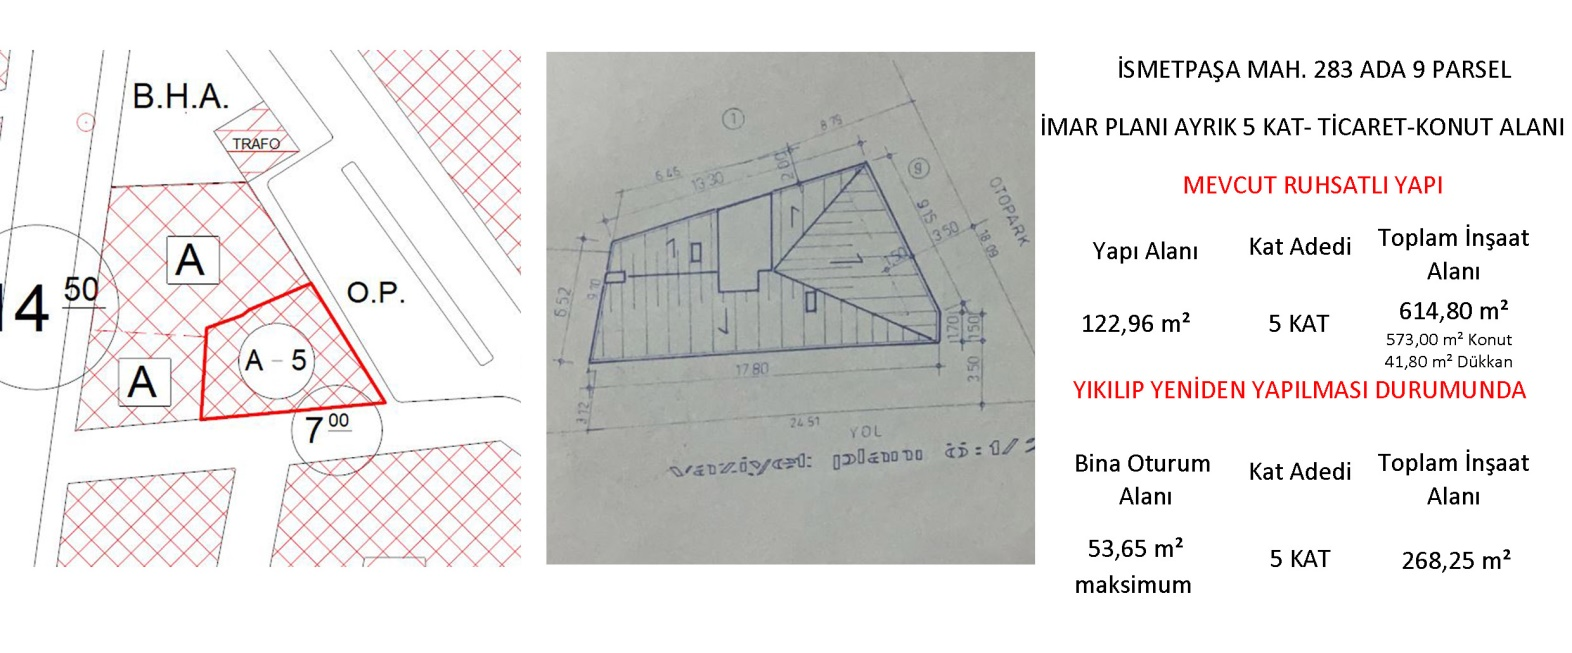 B.H.A.
TRAFO
A
14 50
O.P.
A - 5
A
7 00
1
8.75
6.45
13.30
2.00
9
OTOPARK
9.15
3.50
18.09
6.52
9.10
1.70
1.50
17.80
3.50
3.12
24.51
YOL
Vaziyet planı ö:1/2
İSMETPAŞA MAH. 283 ADA 9 PARSEL
İMAR PLANI AYRIK 5 KAT- TİCARET-KONUT ALANI
MEVCUT RUHSATLI YAPI
Yapı Alanı
Kat Adedi
Toplam İnşaat
Alanı
122,96 m²
5 KAT
614,80 m²
573,00 m² Konut
41,80 m² Dükkan
YIKILIP YENİDEN YAPILMASI DURUMUNDA
Bina Oturum
Alanı
Kat Adedi
Toplam İnşaat
Alanı
53,65 m²
maksimum
5 KAT
268,25 m²